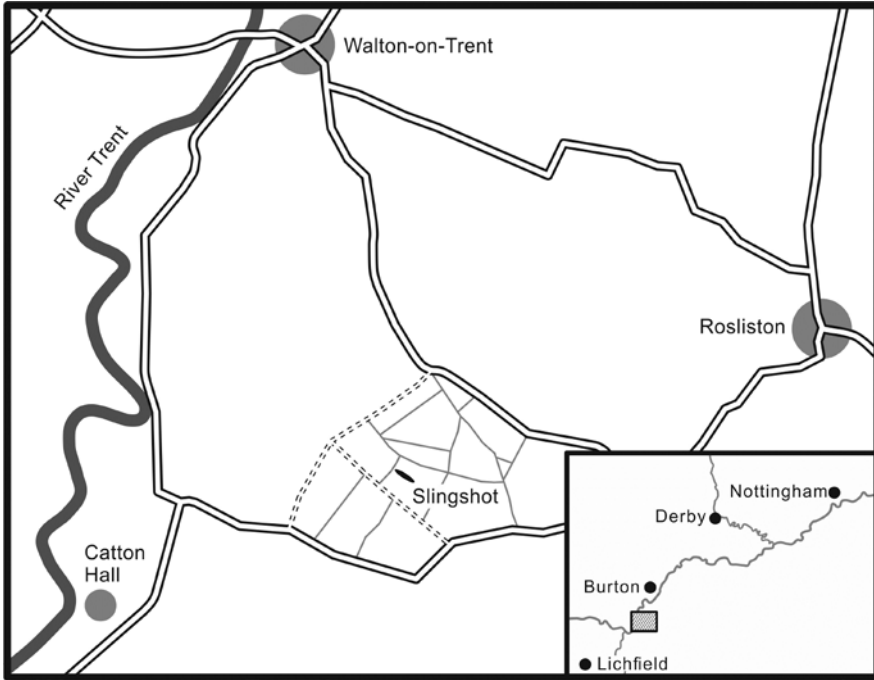 Walton-on-Trent
River Trent
Rosliston
Slingshot
Catton
Hall
Nottingham
Derby
Burton
Lichfield